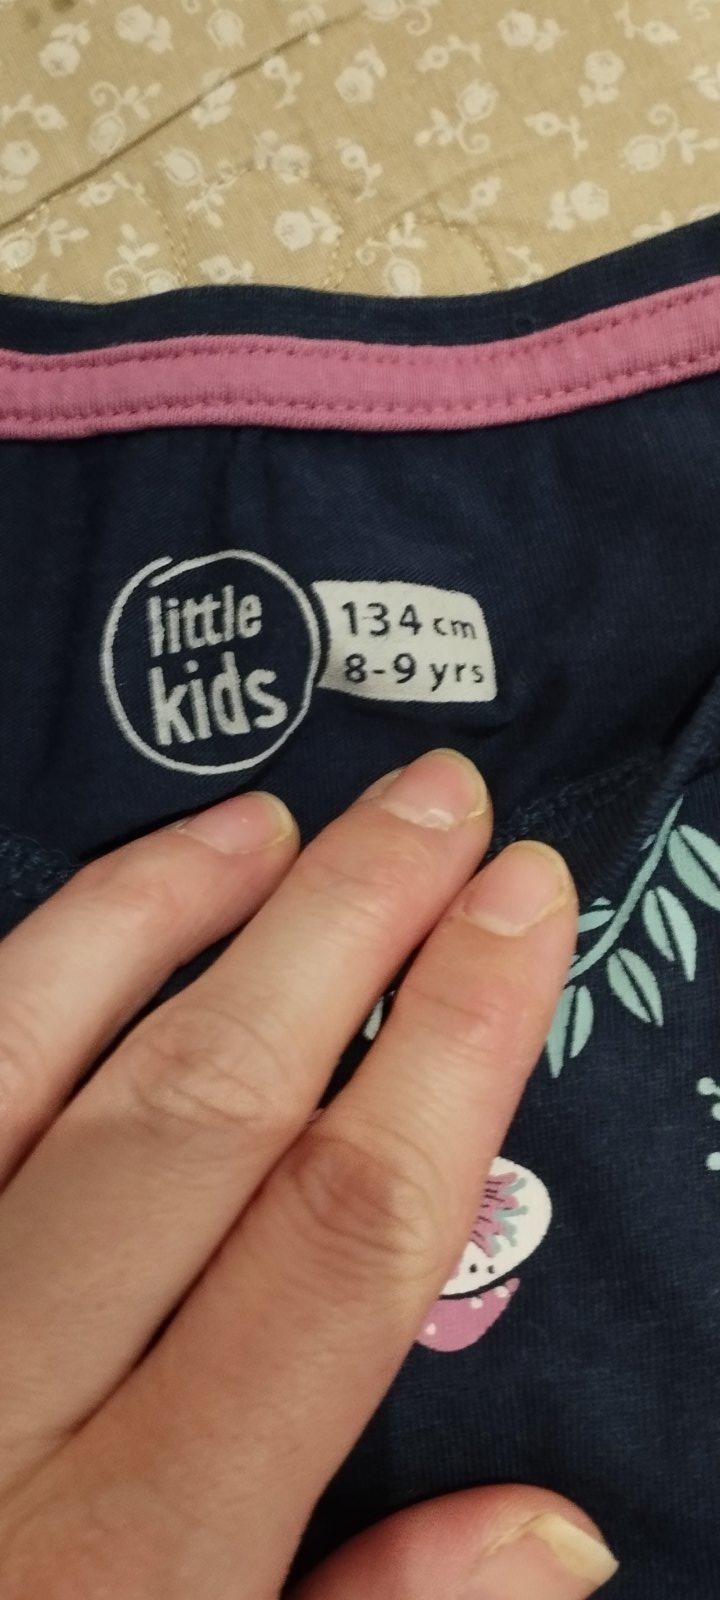 little
kids
134 cm
8-9 yrs